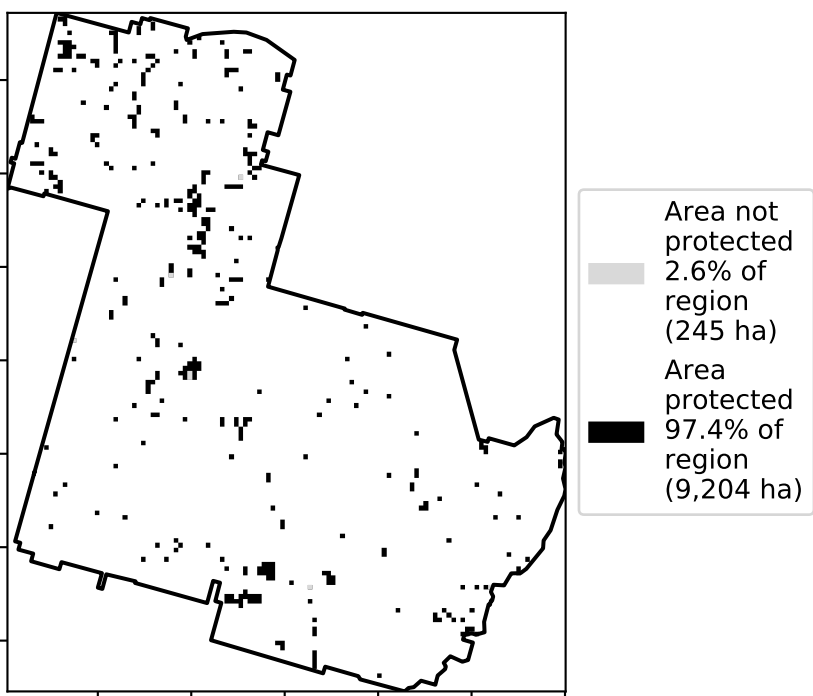 Area not
protected
2.6% of
region
(245 ha)
Area
protected
97.4% of
region
(9,204 ha)